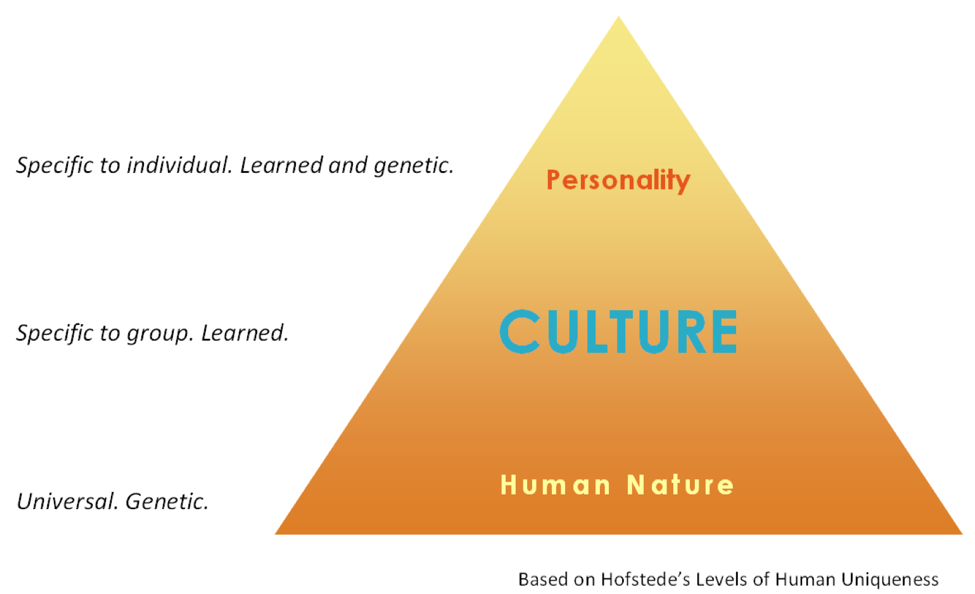 Specific to individual. Learned and genetic.
Personality
Specific to group. Learned.
CULTURE
Universal. Genetic.
Human Nature
Based on Hofstede's Levels of Human Uniqueness